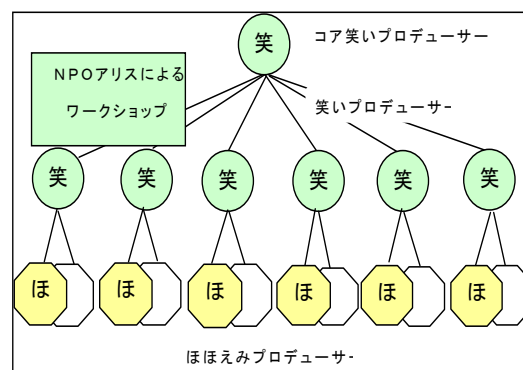 笑
コア笑いプロデューサー
NPOアリスによる
ワークショップ
笑いプロデューサー
笑 笑 笑 笑 笑 笑
ほ ほ ほ ほ ほ ほ
ほほえみプロデューサー